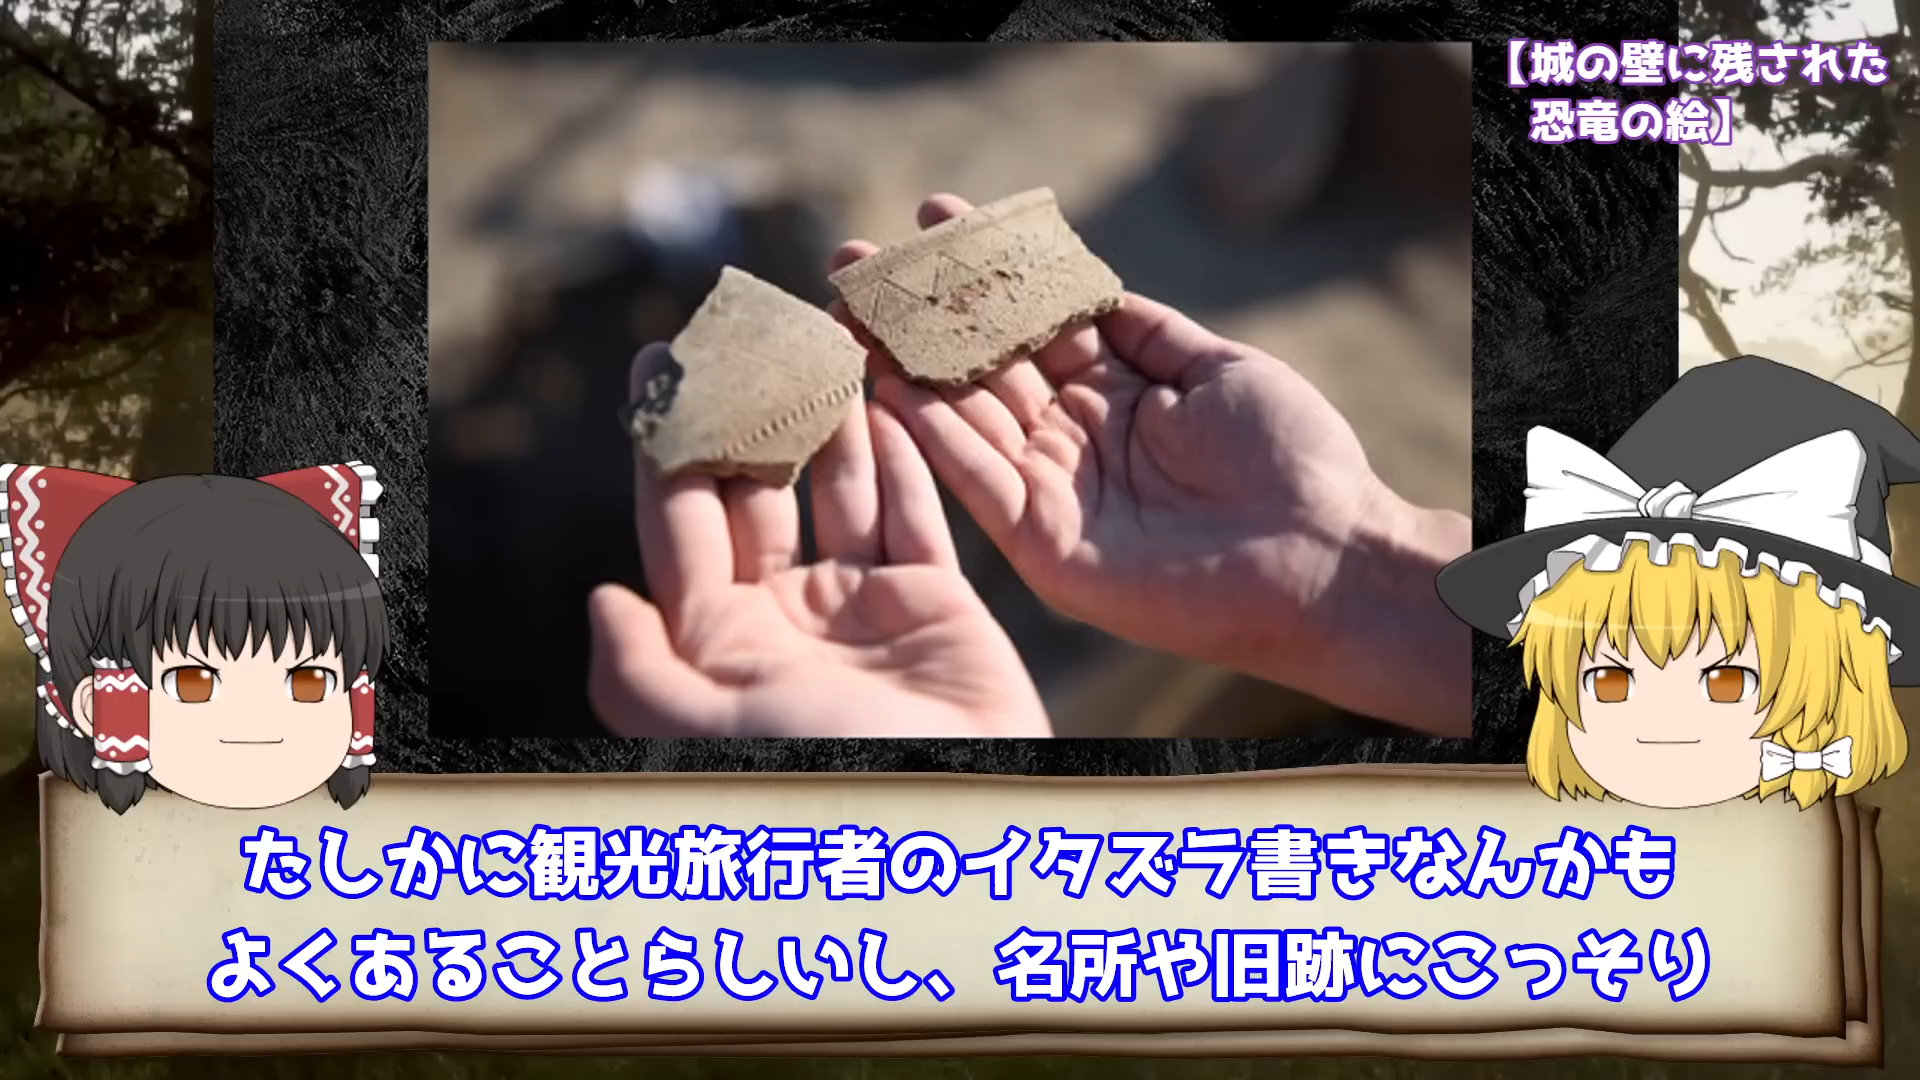 【城の壁に残された
恐竜の絵】
たしかに観光旅行者のイタズラ書きなんかも
よくあることらしいし、名所や旧跡にこっそり